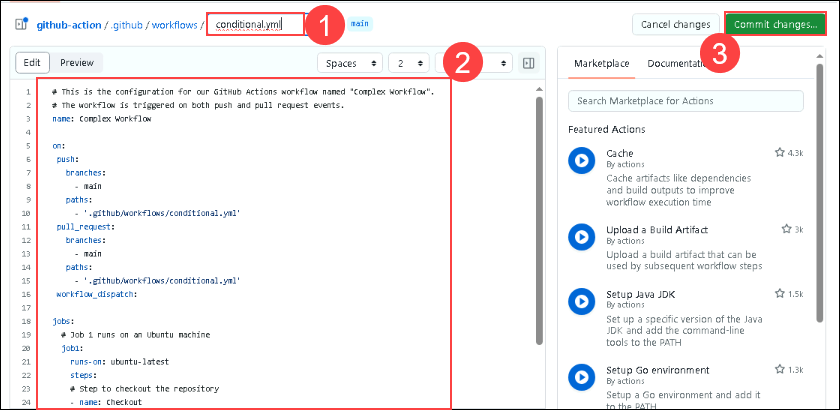 github-action / .github / workflows / conditional.yml 1 main Cancel changes Commit changes...
3
Edit Preview Spaces 2 2
Marketplace Documentatio
1 # This is the configuration for our GitHub Actions workflow named "Complex Workflow".
2 # The workflow is triggered on both push and pull request events.
3 name: Complex Workflow
4
5 on:
6 push:
7 branches:
8 - main
9 paths:
10 - '.github/workflows/conditional.yml'
11 pull_request:
12 branches:
13 - main
14 paths:
15 - '.github/workflows/conditional.yml'
16 workflow_dispatch:
17
18 jobs:
19 # Job 1 runs on an Ubuntu machine
20 job1:
21 runs-on: ubuntu-latest
22 steps:
23 # Step to checkout the repository
24 - name: Checkout
Search Marketplace for Actions
Featured Actions
Cache 4.3k
By actions
Cache artifacts like dependencies
and build outputs to improve
workflow execution time
Upload a Build Artifact 3k
By actions
Upload a build artifact that can be
used by subsequent workflow steps
Setup Java JDK 1.5k
By actions
Set up a specific version of the Java
JDK and add the command-line
tools to the PATH
Setup Go environment 1.3k
By actions
Setup a Go environment and add it
to the PATH